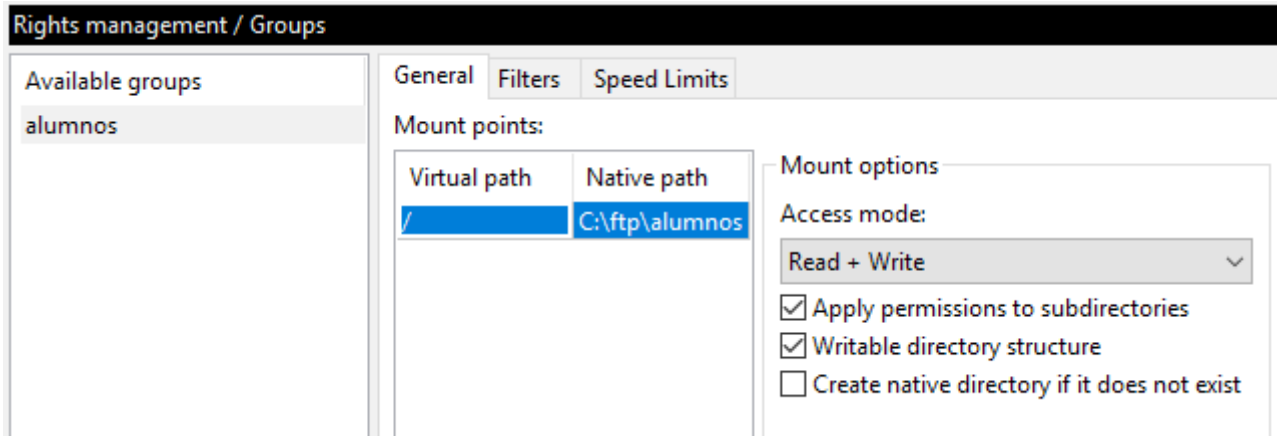 Rights management / Groups
Available groups
alumnos
General Filters Speed Limits
Mount points:
Virtual path Native path
/ C:\ftp\alumnos
Mount options
Access mode:
Read + Write
Apply permissions to subdirectories
Writable directory structure
Create native directory if it does not exist